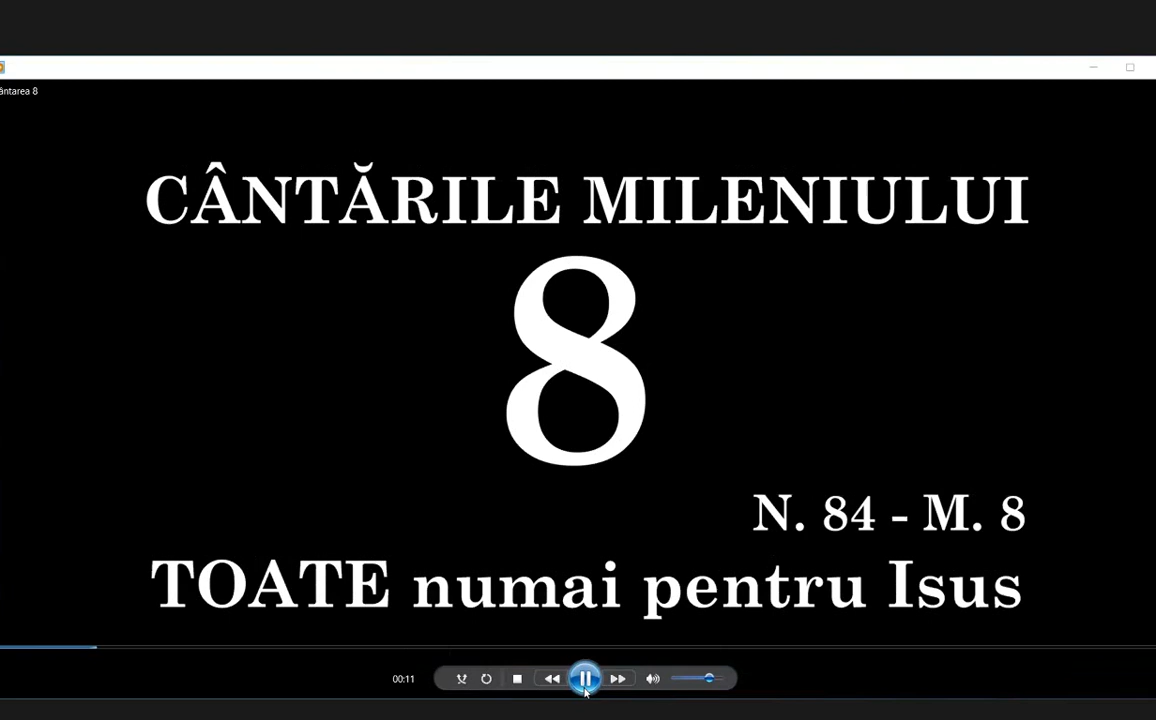 ântarea 8
CÂNTĂRILE MILENIULUI
8
N. 84 - M. 8
TOATE numai pentru Isus
00:11